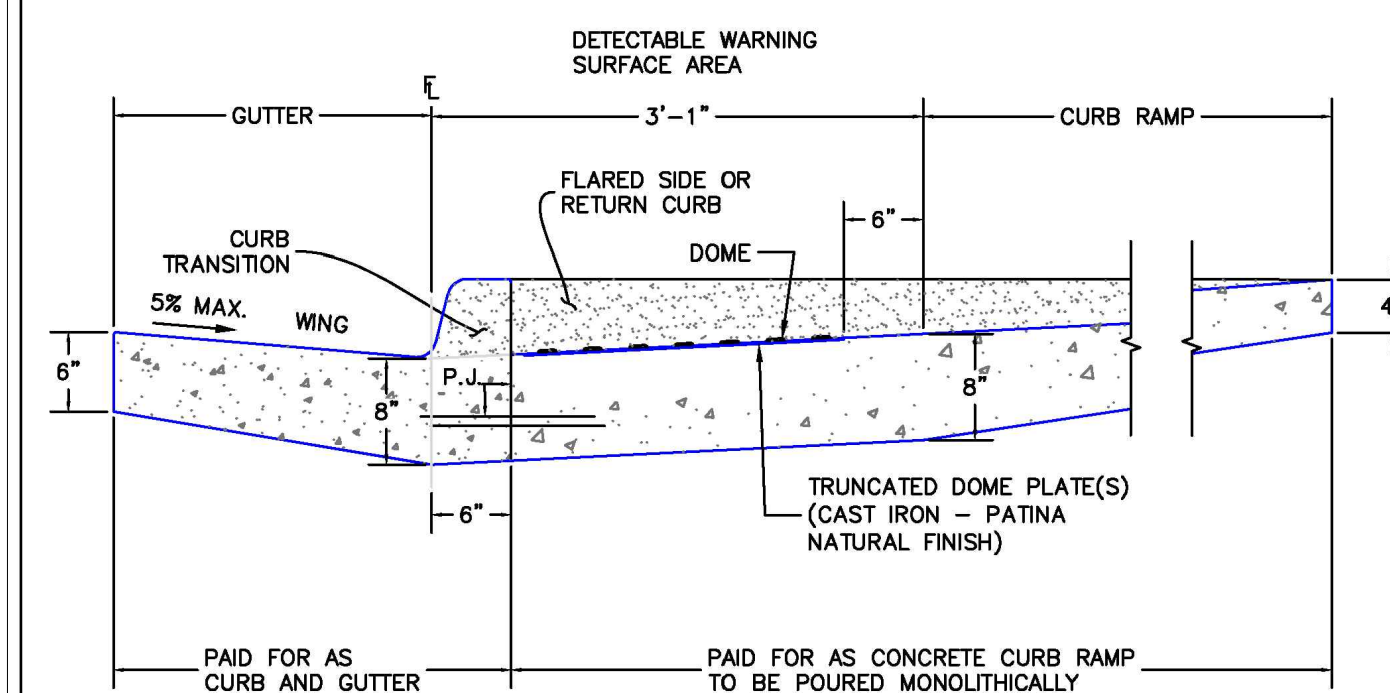 DETECTABLE WARNING
SURFACE AREA
FL
GUTTER
3'-1"
CURB RAMP
FLARED SIDE OR
RETURN CURB
6"
CURB
TRANSITION
DOME
5% MAX.
WING
4
6"
P.J.
8"
8"
6"
TRUNCATED DOME PLATE(S)
(CAST IRON – PATINA
NATURAL FINISH)
PAID FOR AS
CURB AND GUTTER
PAID FOR AS CONCRETE CURB RAMP
TO BE POURED MONOLITHICALLY